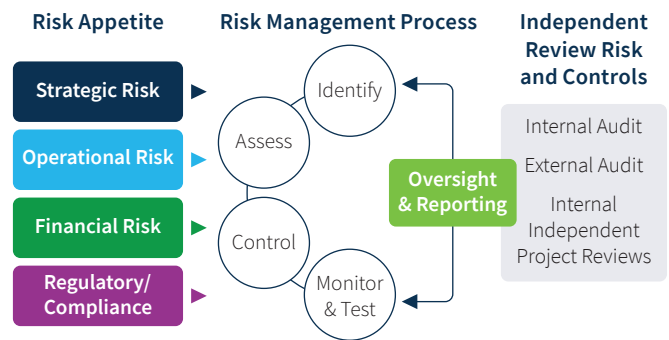 Risk Appetite
Strategic Risk
Operational Risk
Financial Risk
Regulatory/
Compliance
Risk Management Process
Identify
Assess
Control
Monitor
& Test
Oversight
& Reporting
Independent
Review Risk
and Controls
Internal Audit
External Audit
Internal
Independent
Project Reviews